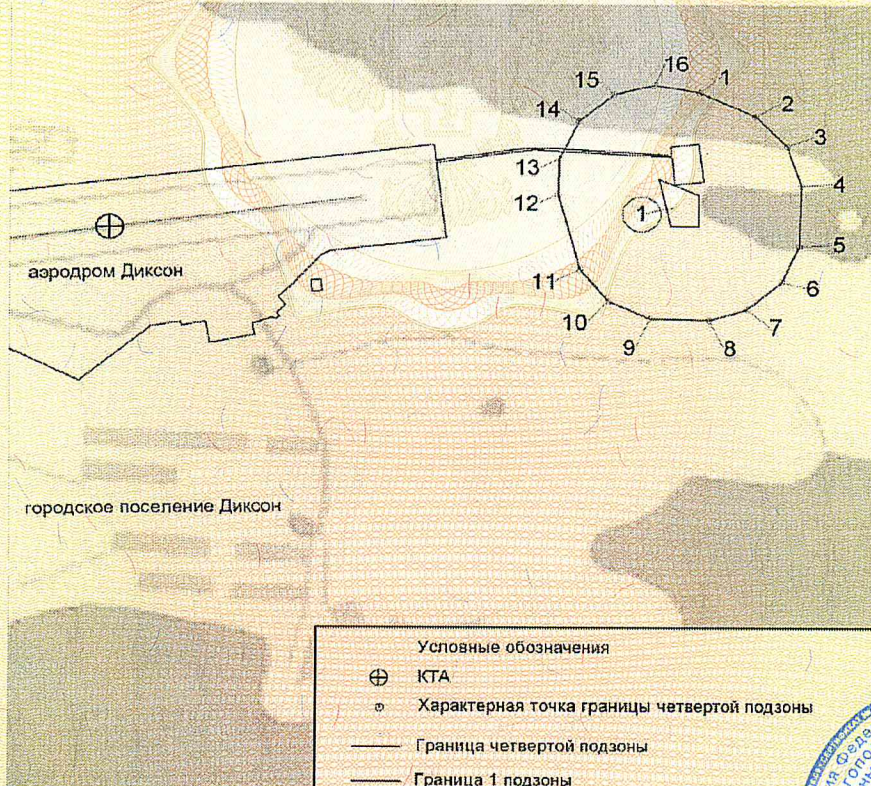 16
15
1
14
2
3
13
4
12
1
5
аэродром Диксон
11
6
10
7
9
8
городское поселение Диксон
Условные обозначения
КТА
Характерная точка границы четвертой подзоны
Граница четвертой подзоны
Граница 1 подзоны